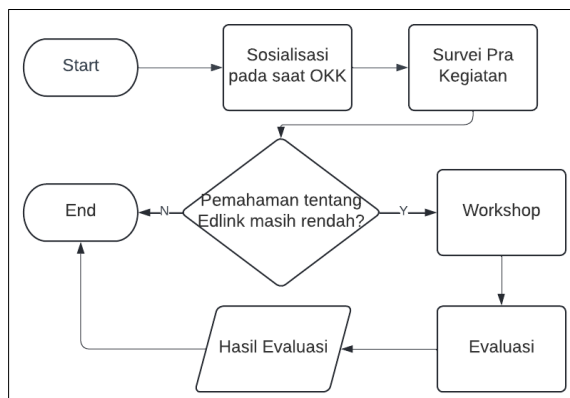 Start
Sosialisasi
pada saat OKK
Survei Pra
Kegiatan
Pemahaman tentang
Edlink masih rendah?
N
End
Y
Workshop
Evaluasi
Hasil Evaluasi